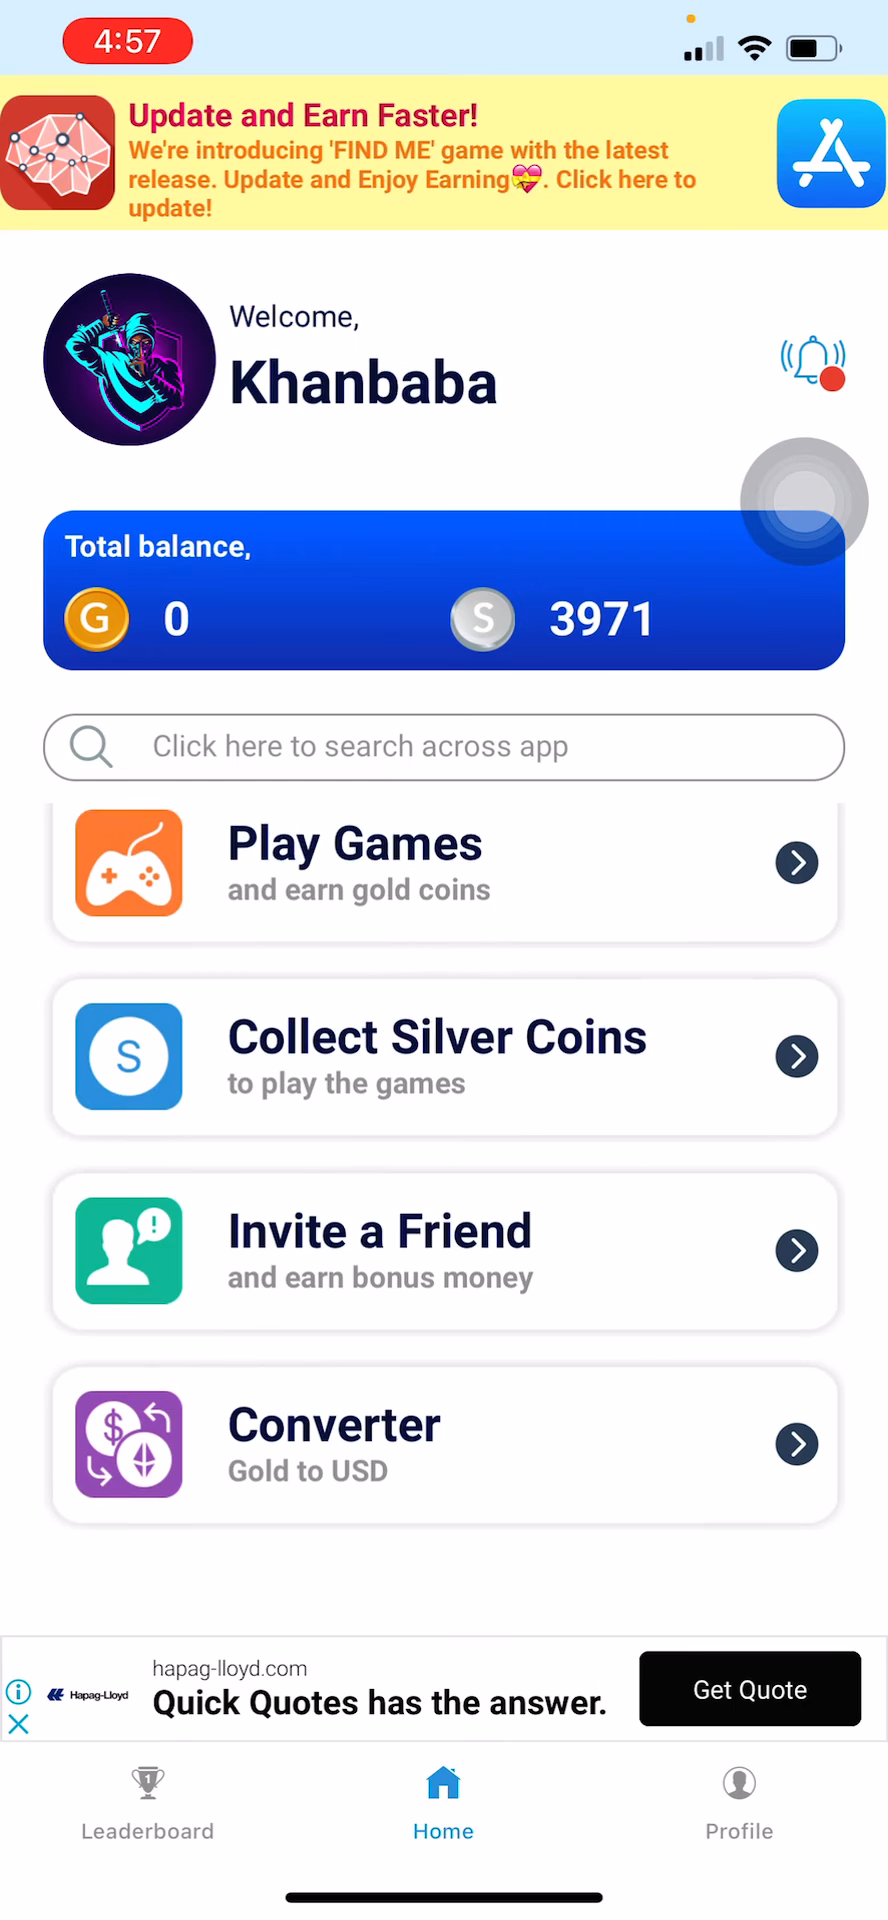 4:57
Update and Earn Faster!
We're introducing 'FIND ME' game with the latest
release. Update and Enjoy Earning💝. Click here to
update!
Welcome,
Khanbaba
Total balance,
G 0 S 3971
Click here to search across app
Play Games
and earn gold coins
S
Collect Silver Coins
to play the games
Invite a Friend
and earn bonus money
Converter
Gold to USD
hapag-lloyd.com
Hapag-Lloyd
Quick Quotes has the answer.
Get Quote
Leaderboard Home Profile